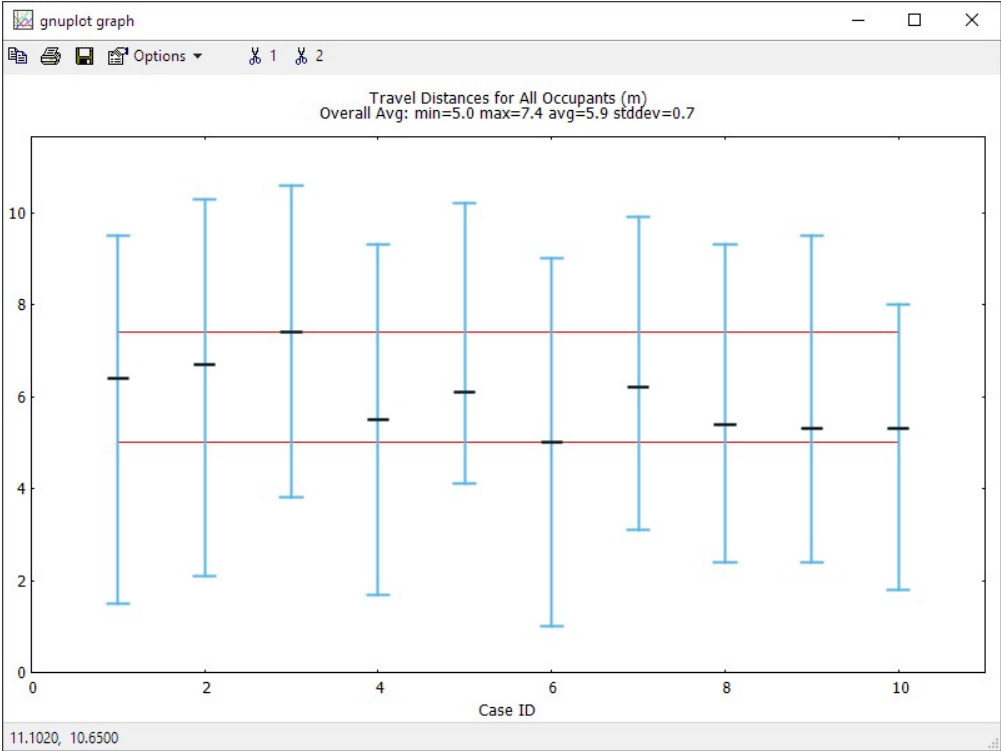 gnuplot graph
Options 1 2
Travel Distances for All Occupants (m)
Overall Avg: min=5.0 max=7.4 avg=5.9 stddev=0.7
10
8
6
4
2
0
0 2 4 6 8 10
Case ID
11.1020, 10.6500